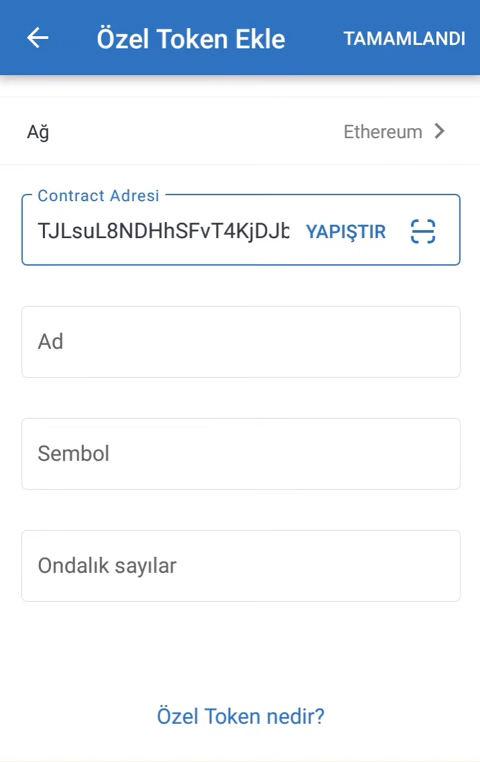 Özel Token Ekle
TAMAMLANDI
Ağ
Ethereum
Contract Adresi
TJLsuL8NDHhSFvT4KjDJb
YAPIŞTIR
Ad
Sembol
Ondalık sayılar
Özel Token nedir?